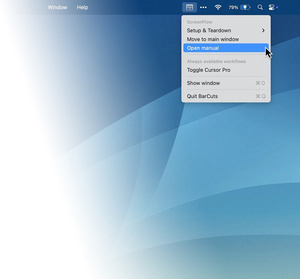 Window Help 79%
ScreenFlow
Setup & Teardown
Move to main window
Open manual
Always available workflows
Toggle Cursor Pro
Show window ⌘O
Quit BarCuts ⌘Q